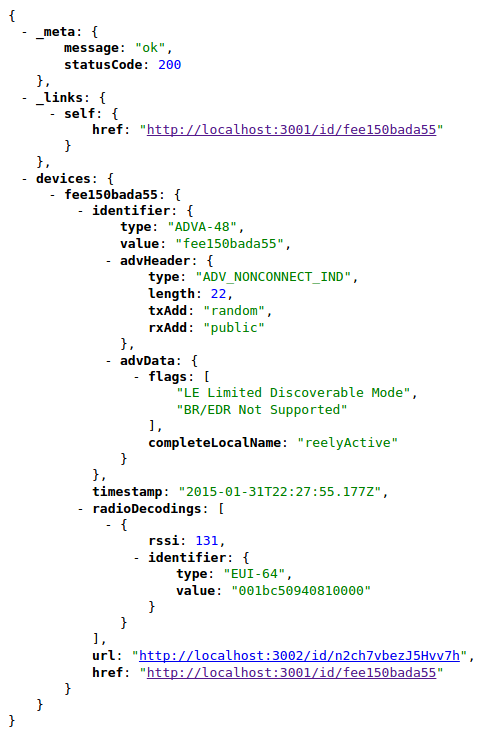 {
- _meta: {
message: "ok",
statusCode: 200
},
- _links: {
- self: {
href: "http://localhost:3001/id/fee150bada55"
}
},
- devices: {
- fee150bada55: {
- identifier: {
type: "ADVA-48",
value: "fee150bada55",
- advHeader: {
type: "ADV_NONCONNECT_IND",
length: 22,
txAdd: "random",
rxAdd: "public"
},
- advData: {
- flags: [
"LE Limited Discoverable Mode",
"BR/EDR Not Supported"
],
completeLocalName: "reelyActive"
}
},
timestamp: "2015-01-31T22:27:55.177Z",
- radioDecodings: [
- {
rssi: 131,
- identifier: {
type: "EUI-64",
value: "001bc50940810000"
}
}
],
url: "http://localhost:3002/id/n2ch7vbezJ5Hvv7h",
href: "http://localhost:3001/id/fee150bada55"
}
}
}